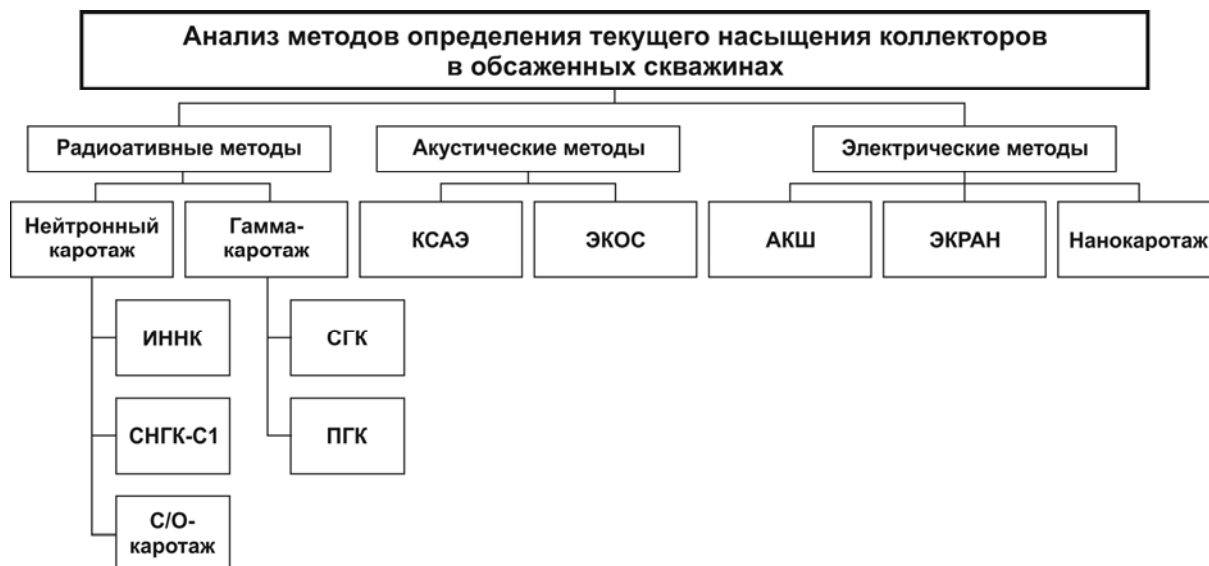 Анализ методов определения текущего насыщения коллекторов
в обсаженных скважинах
Радиоативные методы
Акустические методы
Электрические методы
Нейтронный
каротаж
Гамма-
каротаж
КСАЭ
ЭКОС
АКШ
ЭКРАН
Нанокаротаж
ИННК
СГК
СНГК-С1
ПГК
С/О-
каротаж